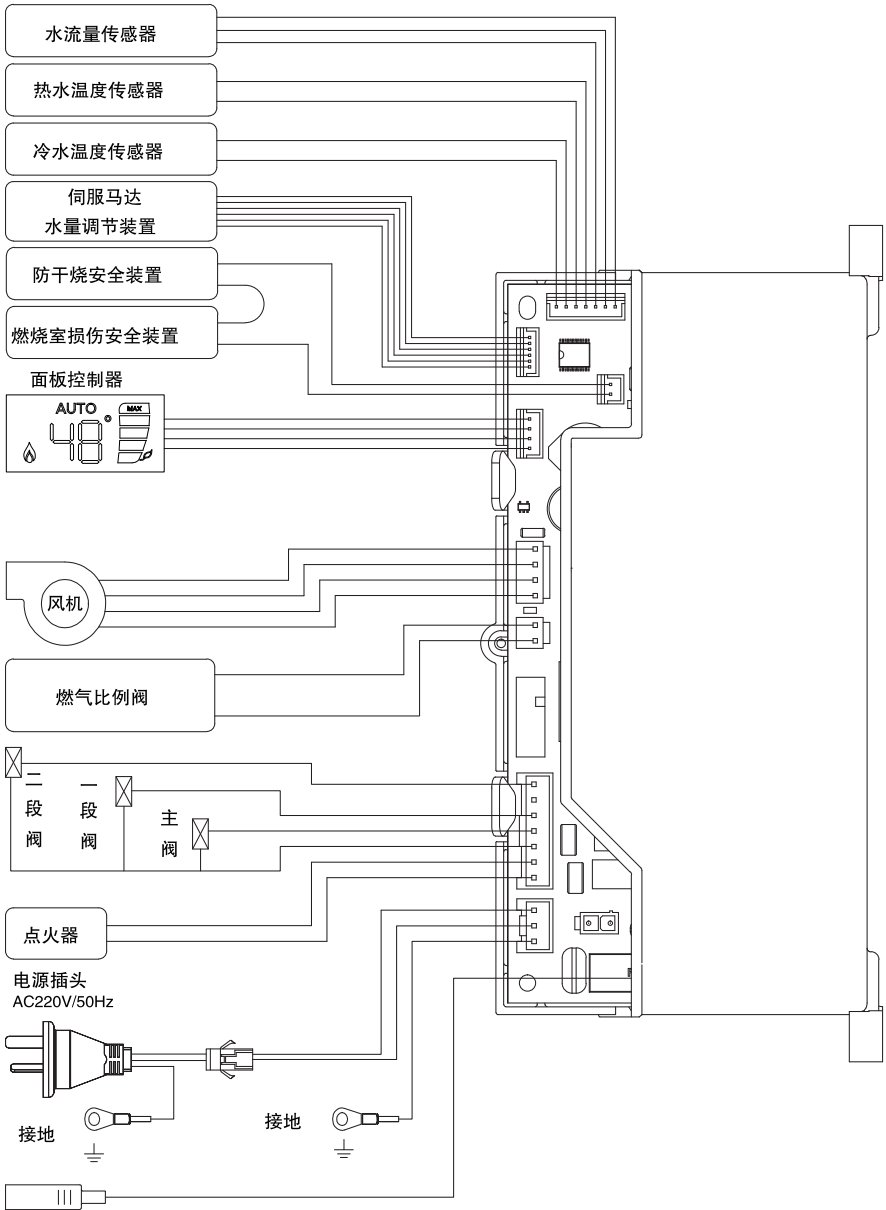 水流量传感器
热水温度传感器
冷水温度传感器
伺服马达
水量调节装置
防干烧安全装置
燃烧室损伤安全装置
面板控制器
AUTO
MAX
48°
风机
燃气比例阀
二段阀
一段阀
主阀
点火器
电源插头
AC220V/50Hz
接地
接地